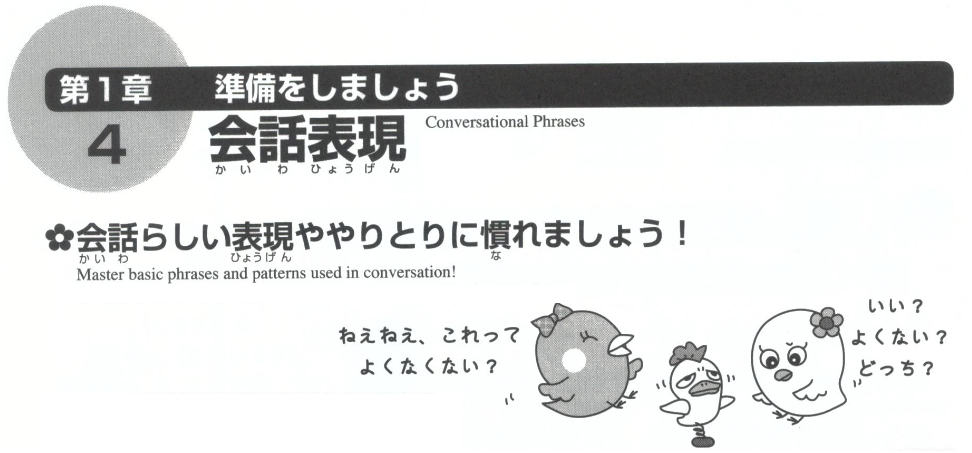 第1章　準備をしましょう
4 会話表現 Conversational Phrases
かいわ ひょうげん
✿会話らしい表現ややりとりに慣れましょう！
かいわ ひょうげん な
Master basic phrases and patterns used in conversation!
ねえねえ、これって
よくなくない？
いい？
よくない？
どっち？